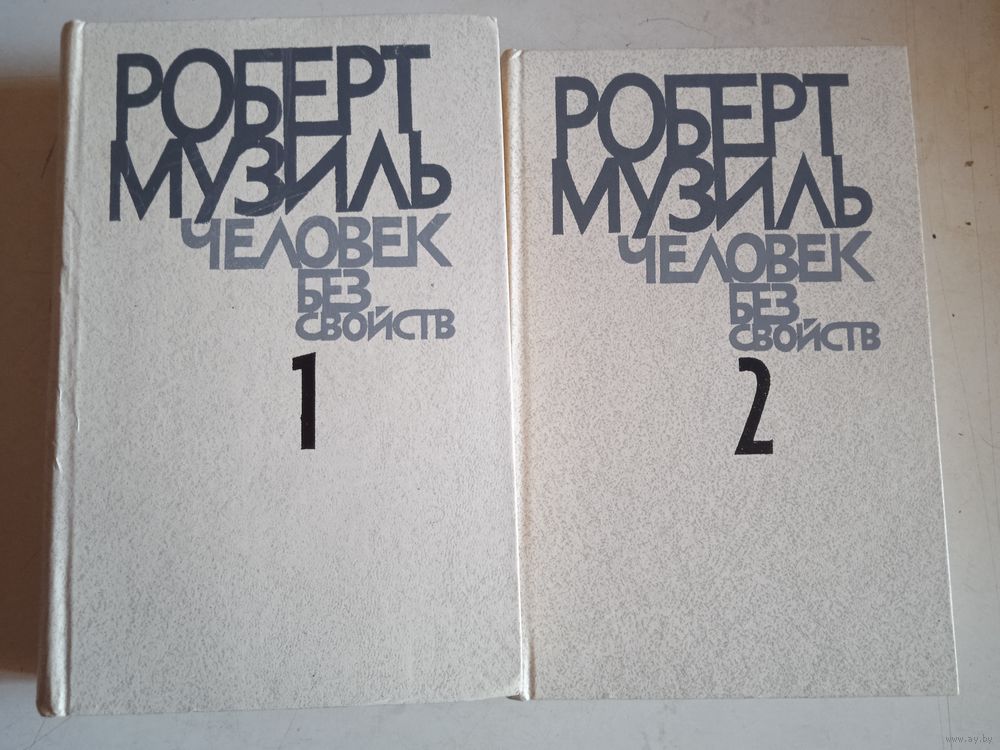 РОБЕРТ
МУЗИЛЬ
ЧЕЛОВЕК
БЕЗ
СВОЙСТВ
1
РОБЕРТ
МУЗИЛЬ
ЧЕЛОВЕК
БЕЗ
СВОЙСТВ
2
www.ay.by